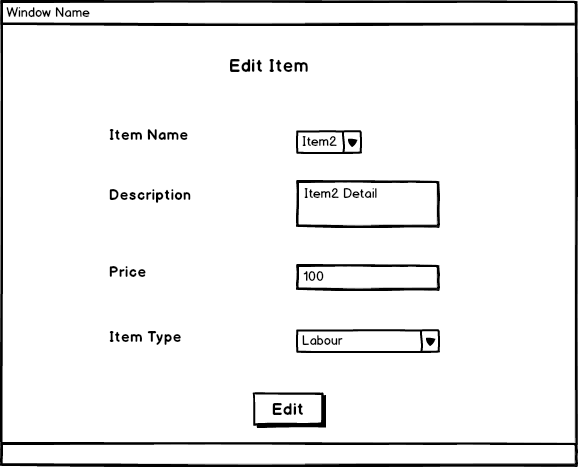 Window Name
Edit Item
Item Name
Item2
Description
Item2 Detail
Price
100
Item Type
Labour
Edit